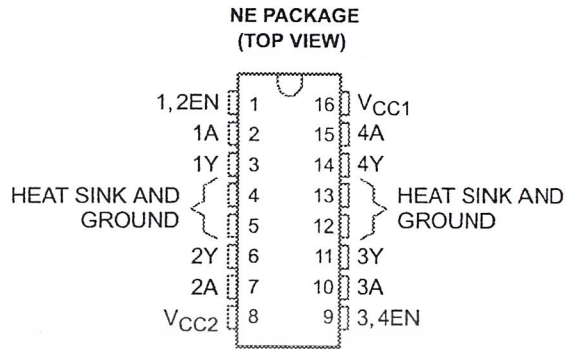 NE PACKAGE
(TOP VIEW)
1,2EN 1 16 VCC1
1A 2 15 4A
1Y 3 14 4Y
HEAT SINK AND 4 13 HEAT SINK AND
GROUND 5 12 GROUND
2Y 6 11 3Y
2A 7 10 3A
VCC2 8 9 3,4EN